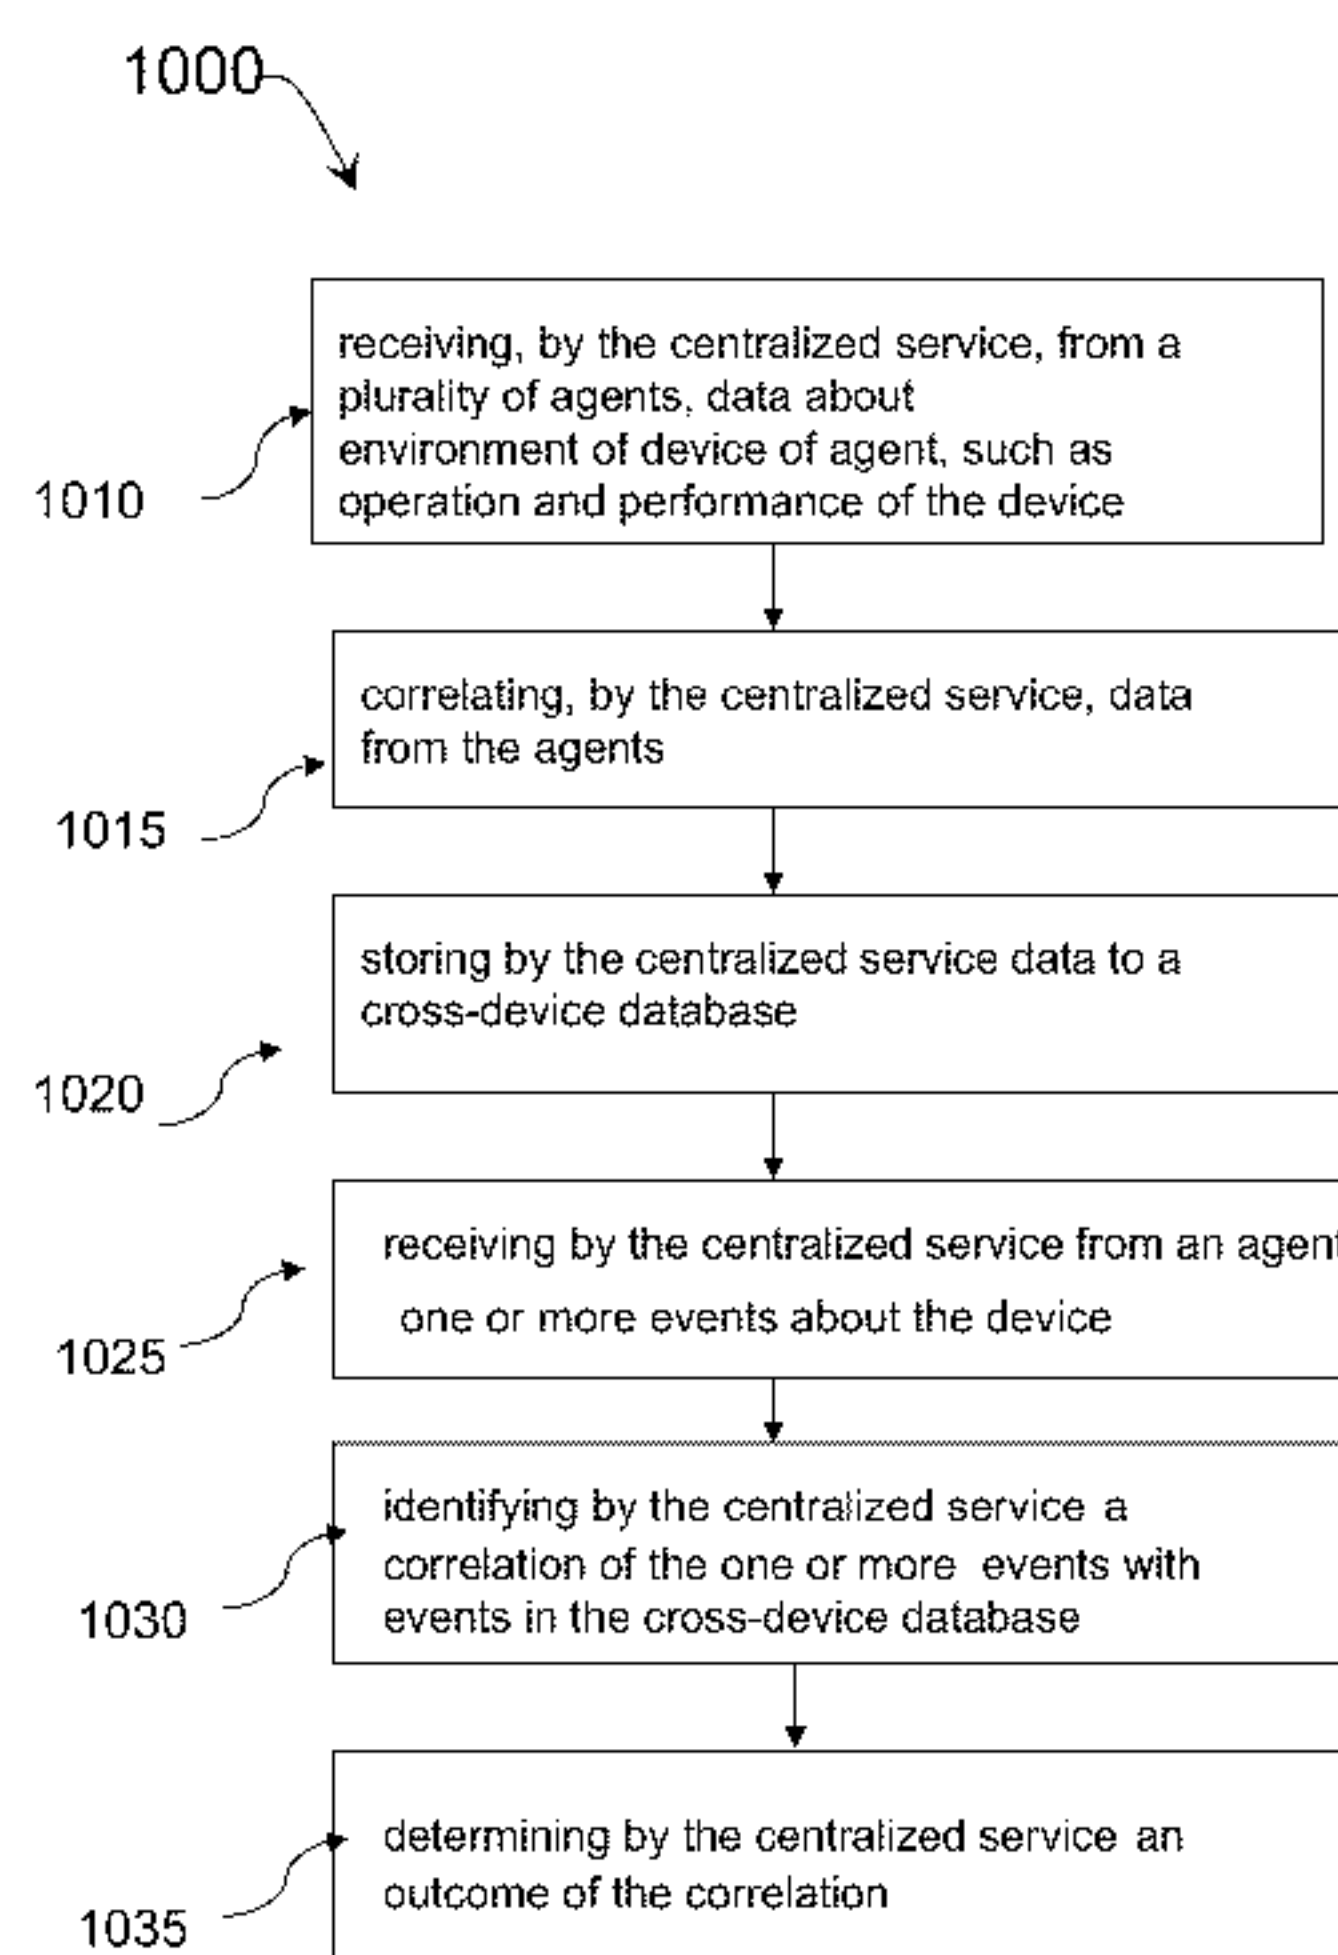 1000
receiving, by the centralized service, from a
plurality of agents, data about
environment of device of agent, such as
operation and performance of the device
1010
correlating, by the centralized service, data
from the agents
1015
storing by the centralized service data to a
cross-device database
1020
receiving by the centralized service from an agent
one or more events about the device
1025
identifying by the centralized service a
correlation of the one or more events with
events in the cross-device database
1030
determining by the centralized service an
outcome of the correlation
1035